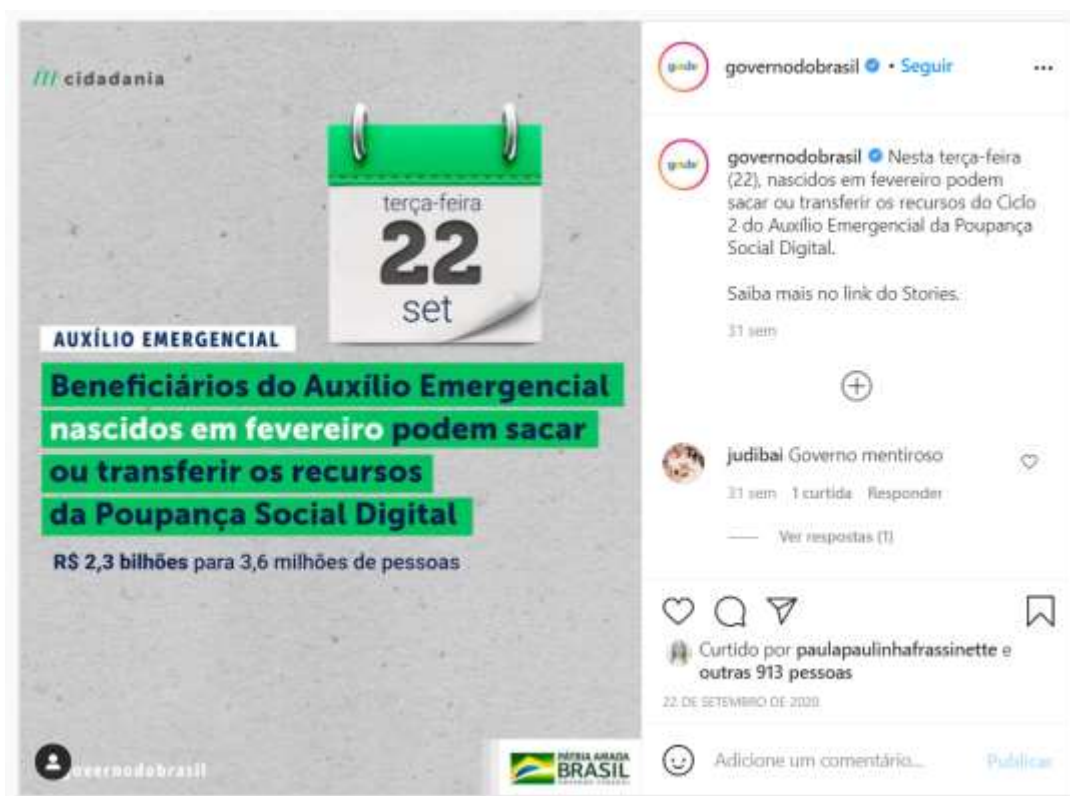 cidadania
terça-feira
22
set
AUXÍLIO EMERGENCIAL
Beneficiários do Auxílio Emergencial
nascidos em fevereiro podem sacar
ou transferir os recursos
da Poupança Social Digital
R$ 2,3 bilhões para 3,6 milhões de pessoas
governodobrasil
PÁTRIA AMADA
BRASIL
GOVERNO FEDERAL
governodobrasil • Seguir
governodobrasil Nesta terça-feira
(22), nascidos em fevereiro podem
sacar ou transferir os recursos do Ciclo
2 do Auxílio Emergencial da Poupança
Social Digital.
Saiba mais no link do Stories.
31 sem
judibai Governo mentiroso
31 sem 1 curtida Responder
Ver respostas (1)
Curtido por paulapaulinhafrassinette e
outras 913 pessoas
22 DE SETEMBRO DE 2020
Adicione um comentário...
Publicar